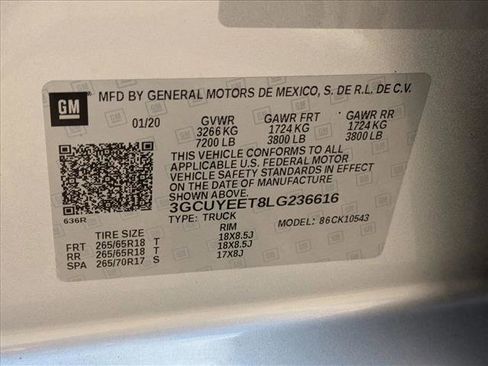 GM
MFD BY GENERAL MOTORS DE MEXICO, S. DE R.L. DE C.V.
01/20 GVWR GAWR FRT GAWR RR
3266 KG 1724 KG 1724 KG
7200 LB 3800 LB 3800 LB
THIS VEHICLE CONFORMS TO ALL
APPLICABLE U.S. FEDERAL MOTOR
VEHICLE SAFETY STANDARDS IN EFFECT
ON THE DATE OF MANUFACTURE
SHOWN ABOVE.
636R
3GCUYEET8LG236616
TYPE: TRUCK MODEL: 86CK10543
TIRE SIZE RIM
FRT 265/65R18 T 18X8.5J
RR 265/65R18 T 18X8.5J
SPA 265/70R17 S 17X8J